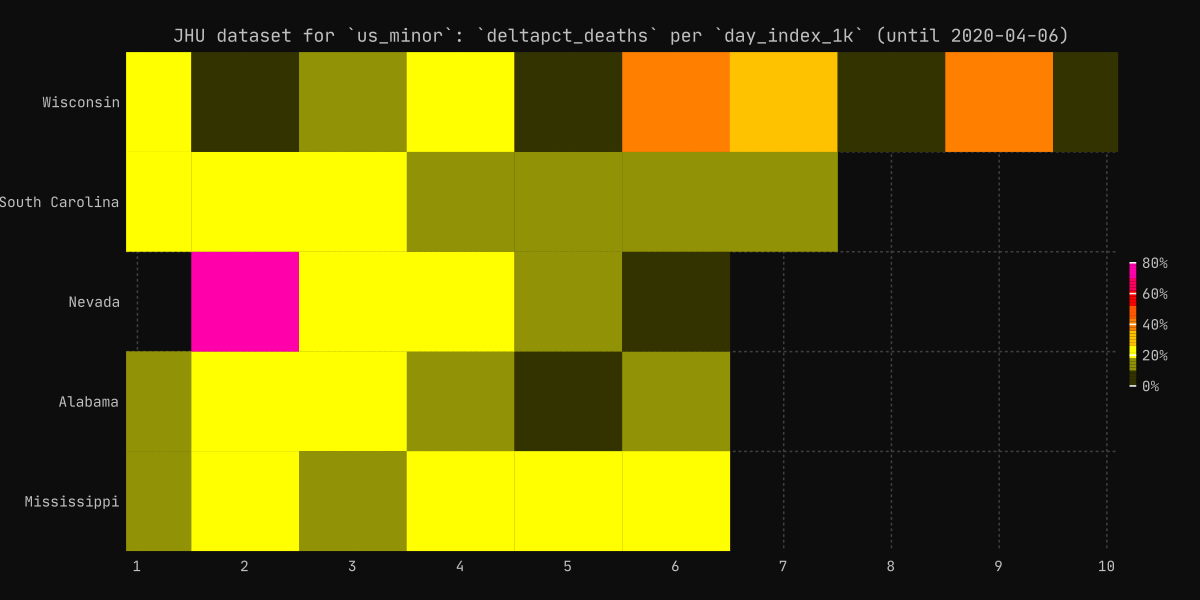 JHU dataset for `us_minor`: `deltapct_deaths` per `day_index_1k` (until 2020-04-06)
Wisconsin
South Carolina
Nevada
Alabama
Mississippi
80%
60%
40%
20%
0%
1 2 3 4 5 6 7 8 9 10